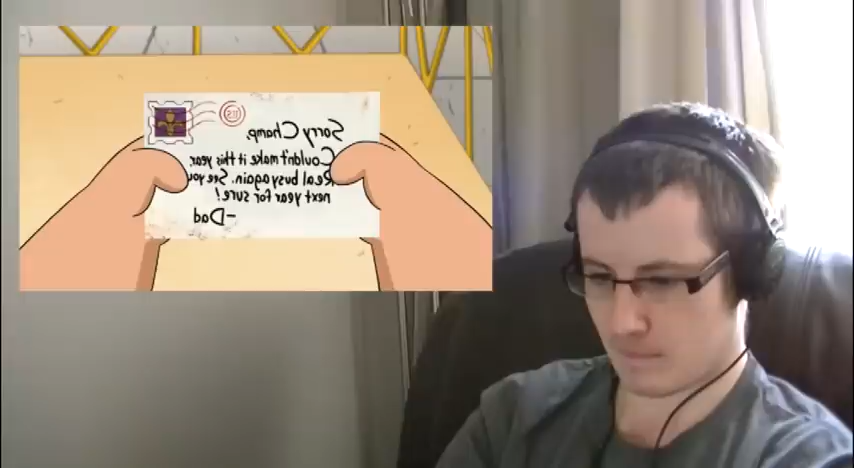 Sorry Champ,
Couldn't make it this year,
Real busy again. See you
next year for sure!
-Dad